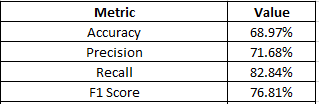 Metric Value
Accuracy 68.97%
Precision 71.68%
Recall 82.84%
F1 Score 76.81%